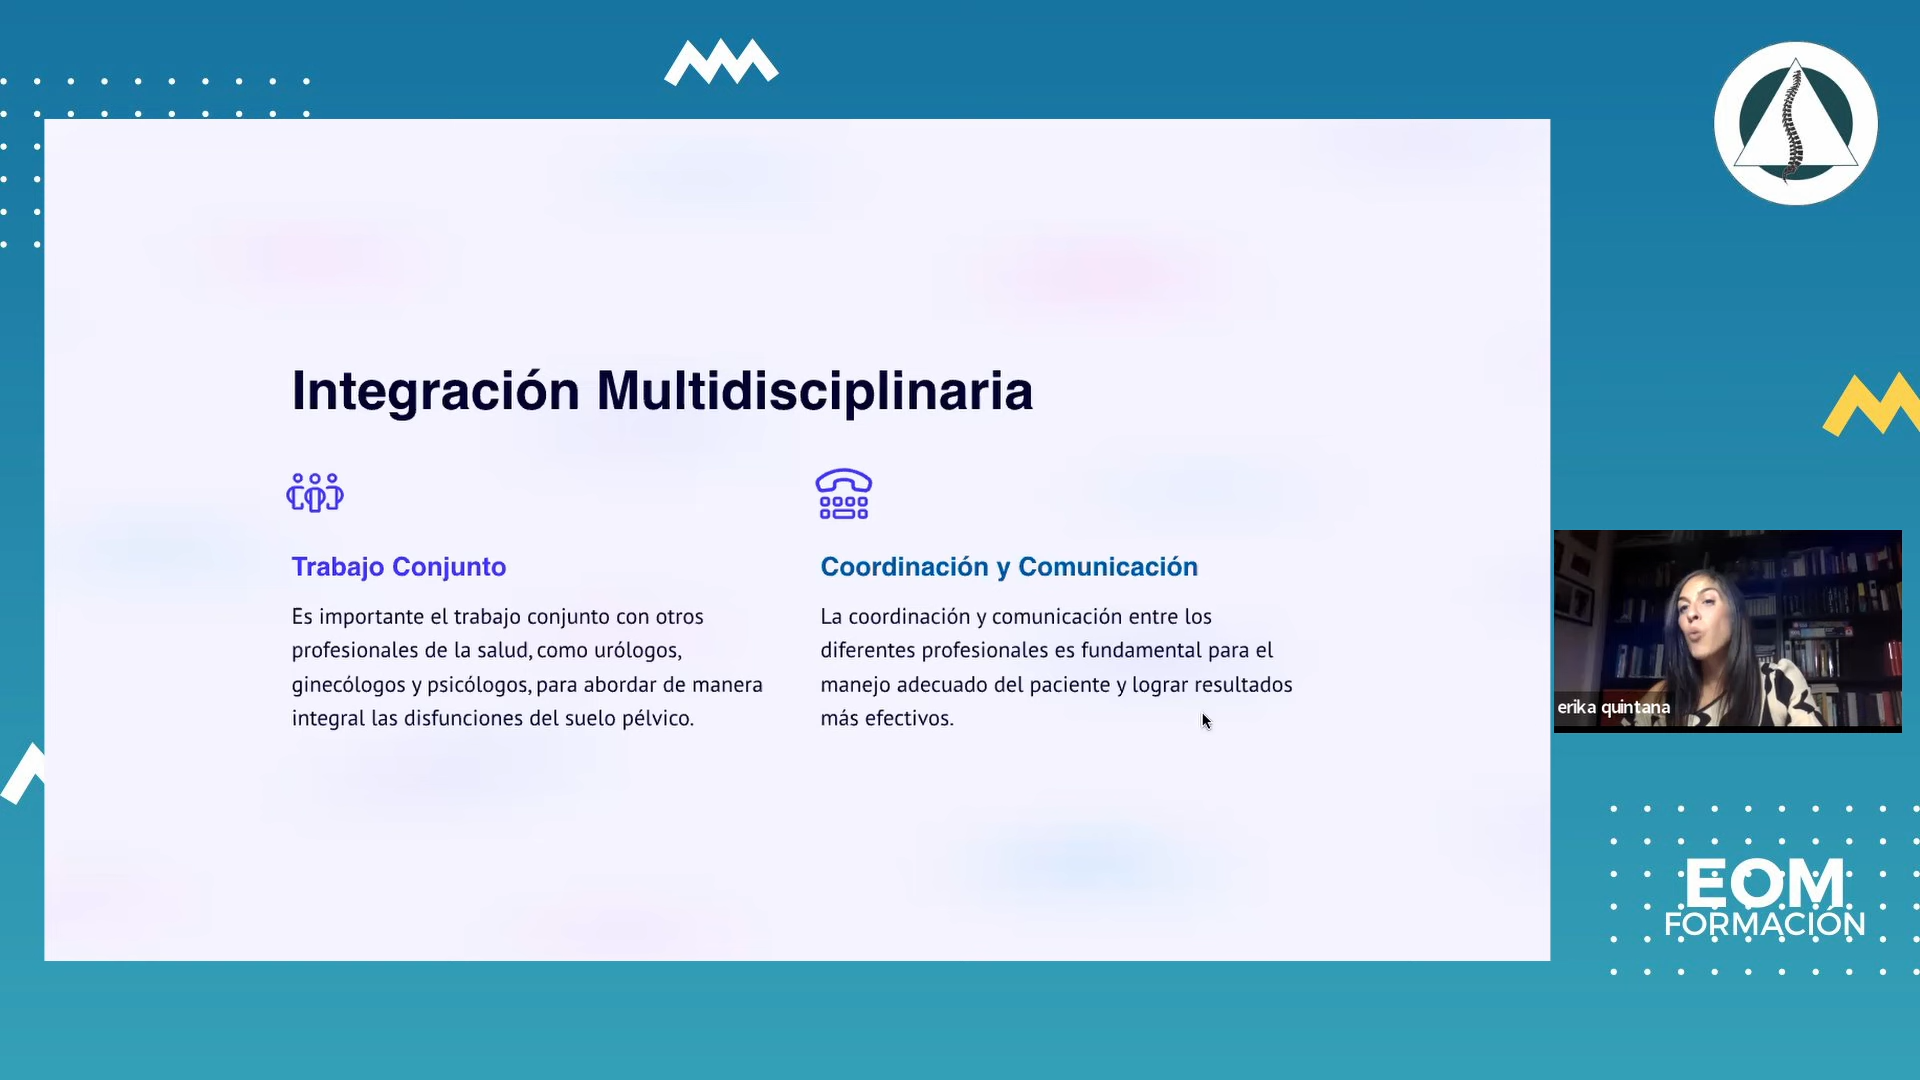 Integración Multidisciplinaria
Trabajo Conjunto
Es importante el trabajo conjunto con otros
profesionales de la salud, como urólogos,
ginecólogos y psicólogos, para abordar de manera
integral las disfunciones del suelo pélvico.
Coordinación y Comunicación
La coordinación y comunicación entre los
diferentes profesionales es fundamental para el
manejo adecuado del paciente y lograr resultados
más efectivos.
erika quintana
EOM
FORMACIÓN